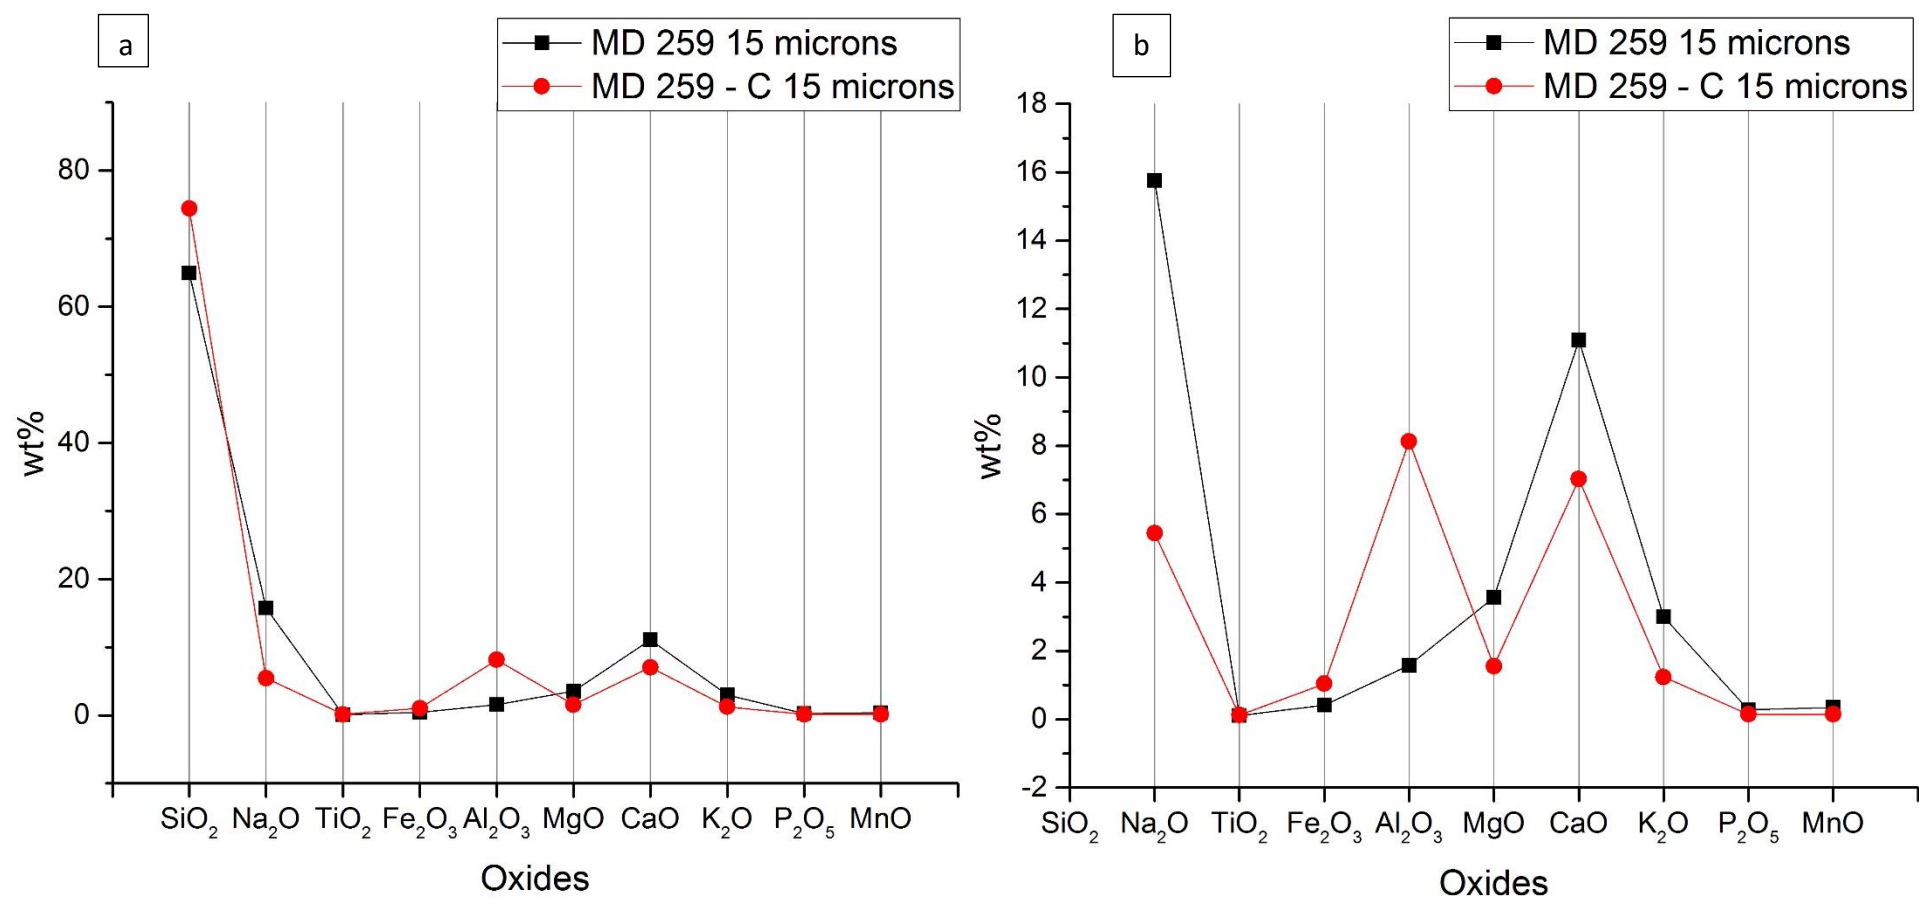 a
MD 259 15 microns
MD 259 - C 15 microns
80
60
40
20
0
wt%
SiO₂ Na₂O TiO₂ Fe₂O₃ Al₂O₃ MgO CaO K₂O P₂O₅ MnO
Oxides
b
MD 259 15 microns
MD 259 - C 15 microns
18
16
14
12
10
8
6
4
2
0
-2
wt%
SiO₂ Na₂O TiO₂ Fe₂O₃ Al₂O₃ MgO CaO K₂O P₂O₅ MnO
Oxides